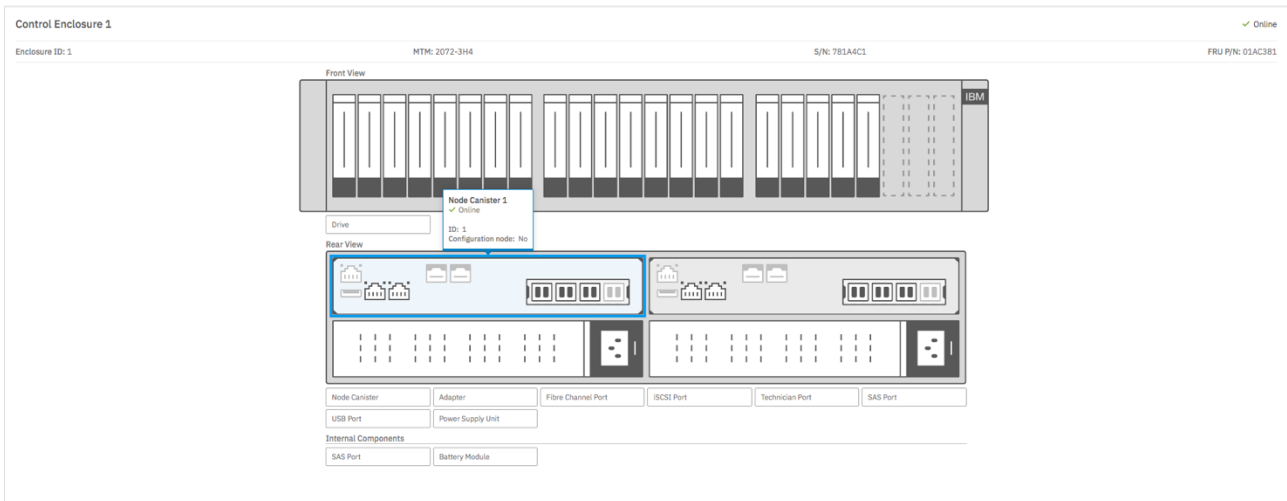 Control Enclosure 1
✓ Online
Enclosure ID: 1 MTM: 2072-3H4 S/N: 781A4C1 FRU P/N: 01AC381
Front View
IBM
Node Canister 1
✓ Online
ID: 1
Configuration node: No
Drive
Rear View
Node Canister Adapter Fibre Channel Port iSCSI Port Technician Port SAS Port
USB Port Power Supply Unit
Internal Components
SAS Port Battery Module